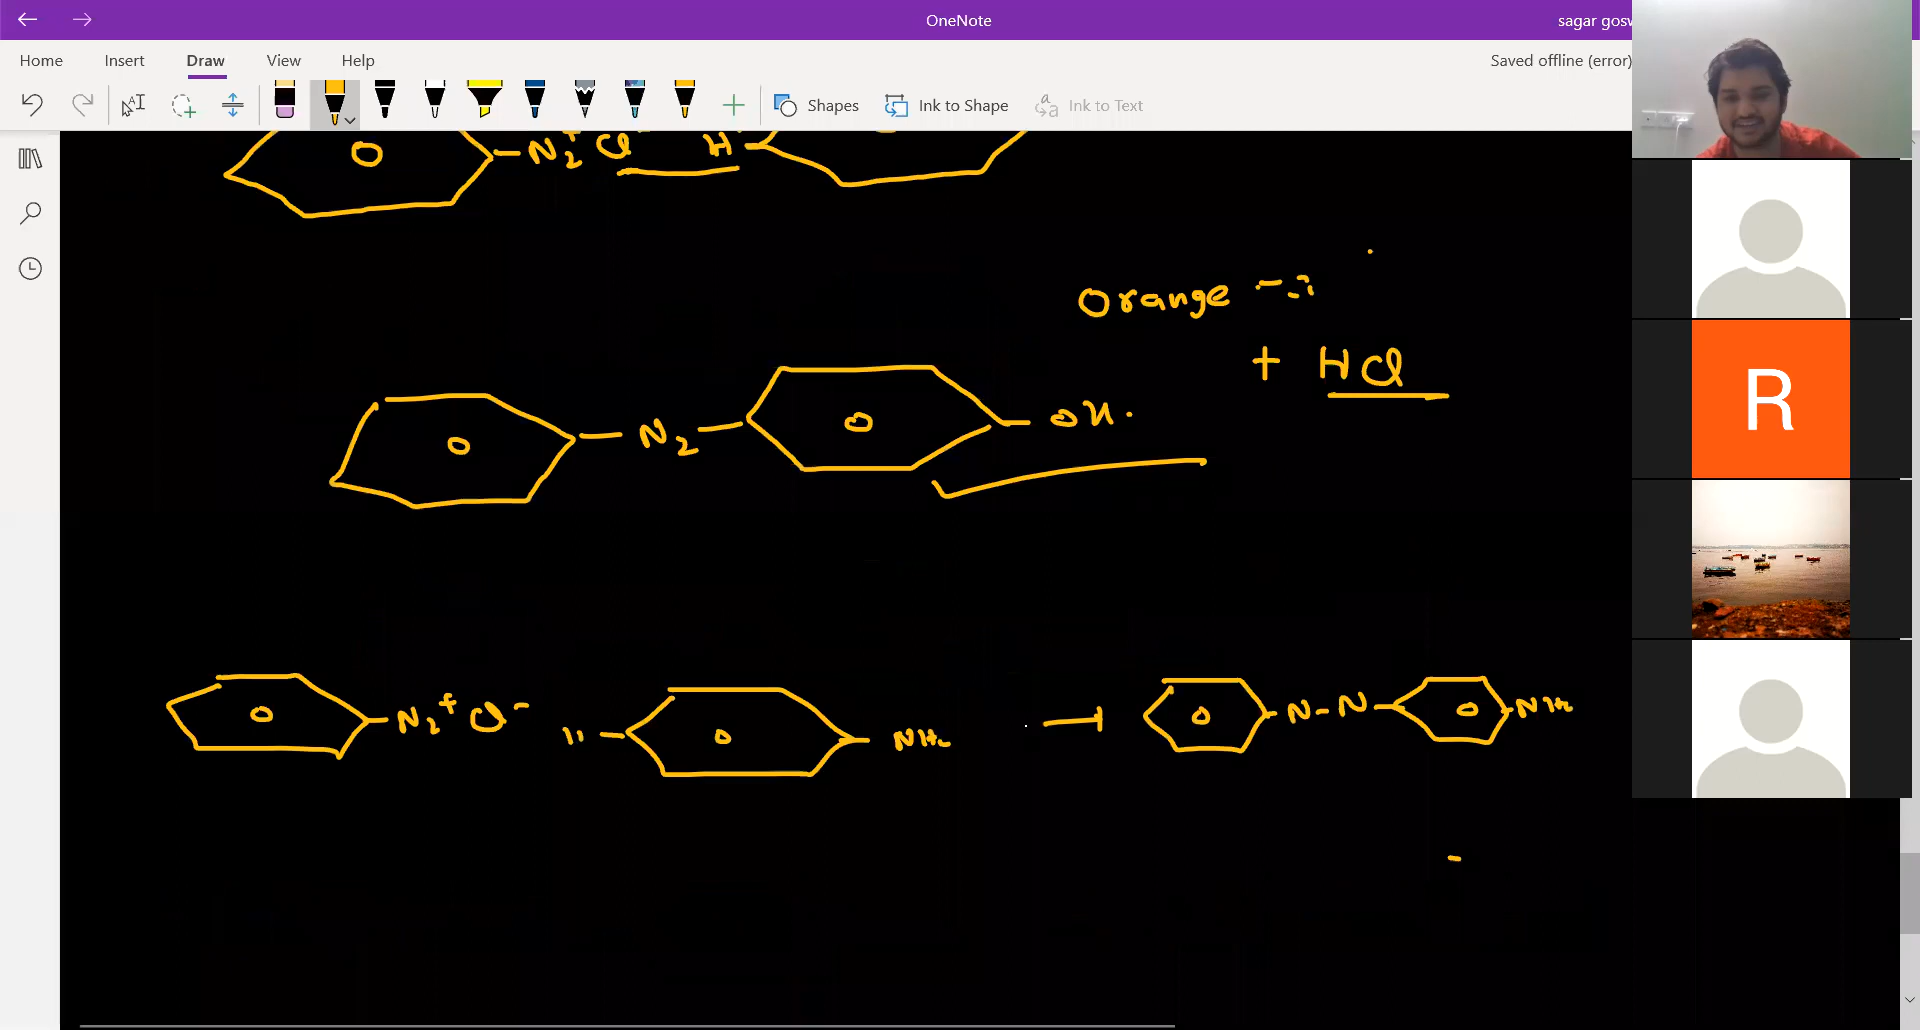 OneNote
sagar gosw
Home Insert Draw View Help
Saved offline (error)
Shapes Ink to Shape Ink to Text
N2+ Cl- H
Orange
+ HCl
N2 OH.
R
N2+ Cl- H NH2 N-N NH2